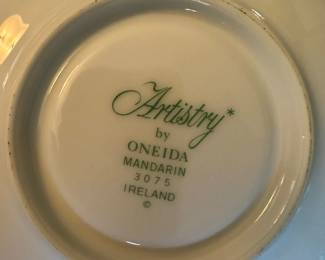 Artistry*
by
ONEIDA
MANDARIN
3075
IRELAND
©